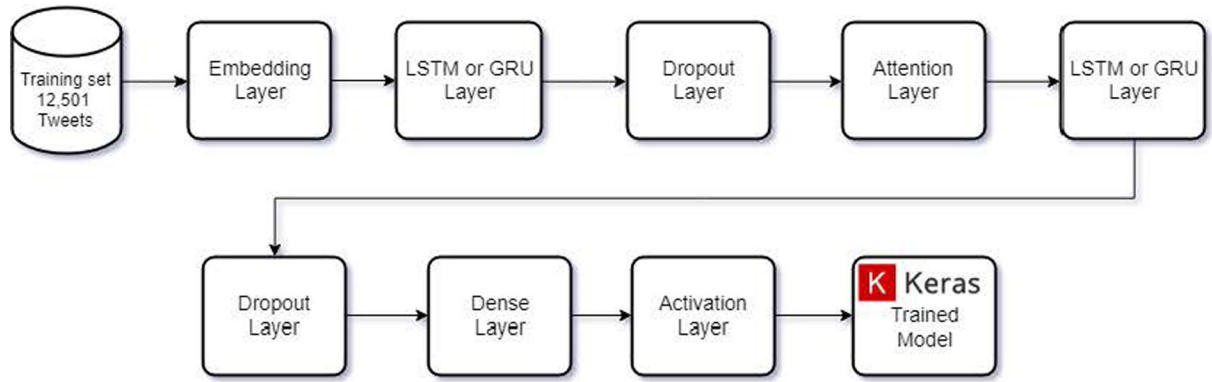 Training set
12,501
Tweets
Embedding
Layer
LSTM or GRU
Layer
Dropout
Layer
Attention
Layer
LSTM or GRU
Layer
Dropout
Layer
Dense
Layer
Activation
Layer
K Keras
Trained
Model